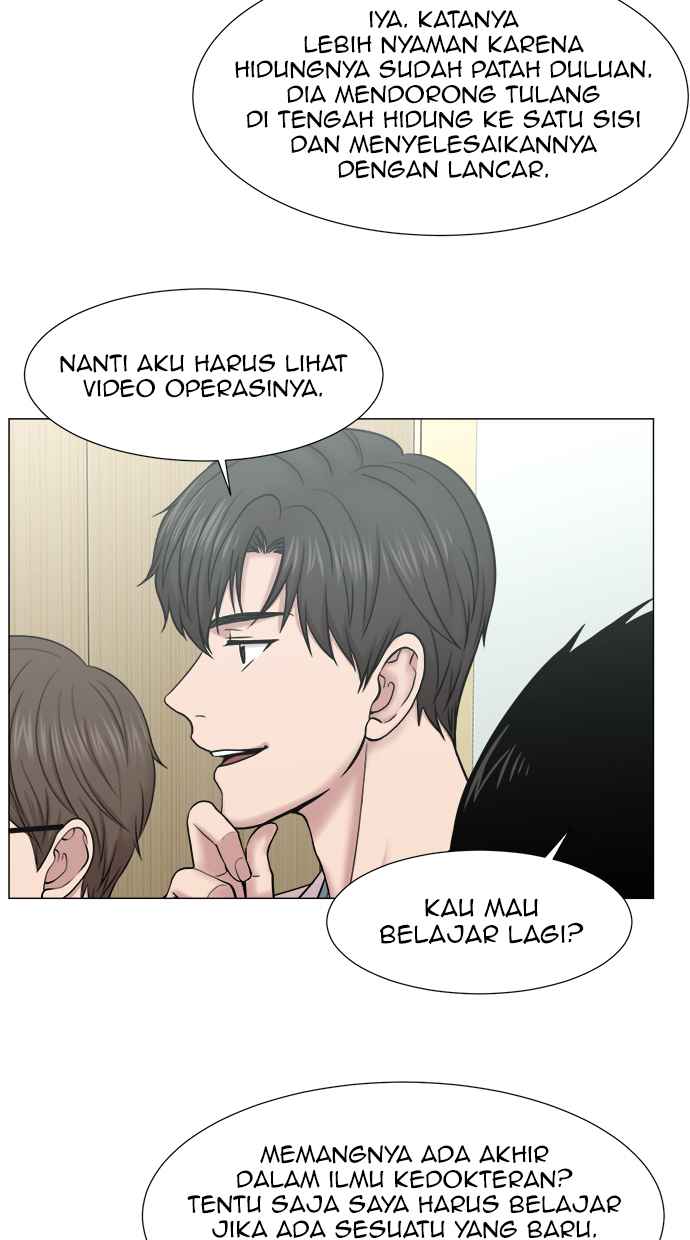 IYA. KATANYA
LEBIH NYAMAN KARENA
HIDUNGNYA SUDAH PATAH DULUAN.
DIA MENDORONG TULANG
DI TENGAH HIDUNG KE SATU SISI
DAN MENYELESAIKANNYA
DENGAN LANCAR.
NANTI AKU HARUS LIHAT
VIDEO OPERASINYA.
KAU MAU
BELAJAR LAGI?
MEMANGNYA ADA AKHIR
DALAM ILMU KEDOKTERAN?
TENTU SAJA SAYA HARUS BELAJAR
JIKA ADA SESUATU YANG BARU.